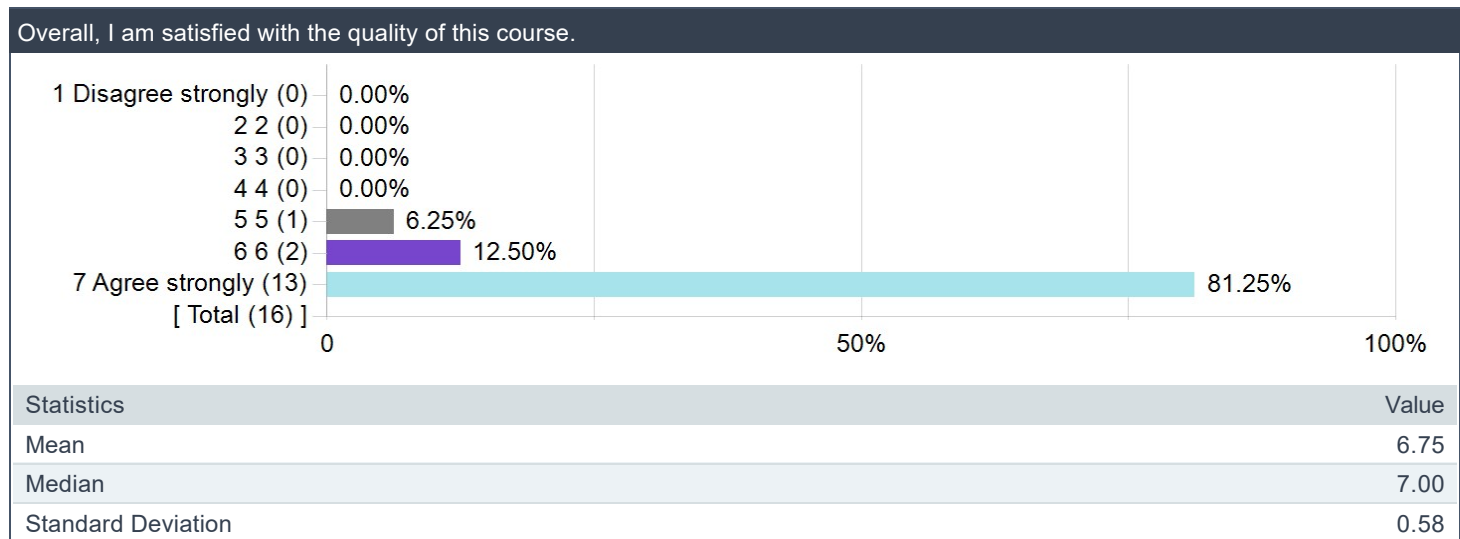 Overall, I am satisfied with the quality of this course.
1 Disagree strongly (0) 0.00%
2 2 (0) 0.00%
3 3 (0) 0.00%
4 4 (0) 0.00%
5 5 (1) 6.25%
6 6 (2) 12.50%
7 Agree strongly (13) 81.25%
[ Total (16) ]
0 50% 100%
Statistics Value
Mean 6.75
Median 7.00
Standard Deviation 0.58